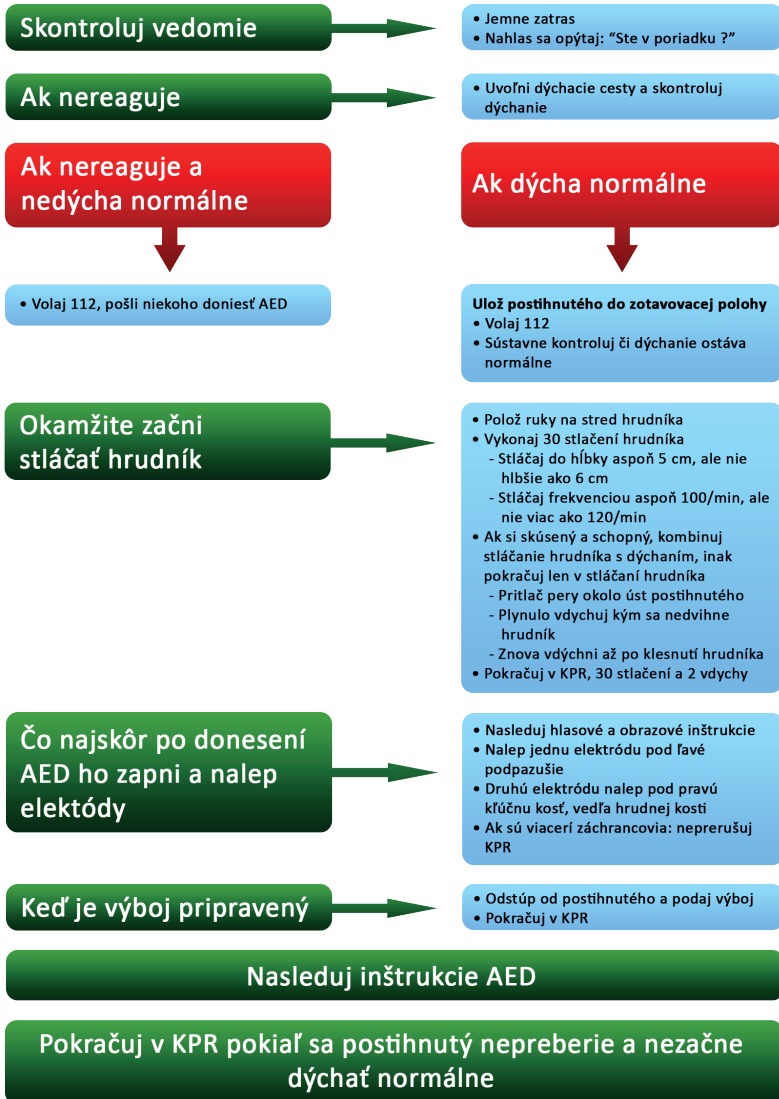 Skontroluj vedomie
• Jemne zatras
• Nahlas sa opýtaj: “Ste v poriadku ?”
Ak nereaguje
• Uvoľni dýchacie cesty a skontroluj
dýchanie
Ak nereaguje a
nedýcha normálne
Ak dýcha normálne
• Volaj 112, pošli niekoho doniesť AED
Ulož postihnutého do zotavovacej polohy
• Volaj 112
• Sústavne kontroluj či dýchanie ostáva
normálne
Okamžite začni
stláčať hrudník
• Polož ruky na stred hrudníka
• Vykonaj 30 stlačení hrudníka
- Stláčaj do hĺbky aspoň 5 cm, ale nie
hlbšie ako 6 cm
- Stláčaj frekvenciou aspoň 100/min, ale
nie viac ako 120/min
• Ak si skúsený a schopný, kombinuj
stláčanie hrudníka s dýchaním, inak
pokračuj len v stláčaní hrudníka
- Pritlač pery okolo úst postihnutého
- Plynulo vdychuj kým sa nedvihne
hrudník
- Znova vdýchni až po klesnutí hrudníka
• Pokračuj v KPR, 30 stlačení a 2 vdychy
Čo najskôr po donesení
AED ho zapni a nalep
elektódy
• Nasleduj hlasové a obrazové inštrukcie
• Nalep jednu elektródu pod ľavé
podpazušie
• Druhú elektródu nalep pod pravú
kľúčnu kosť, vedľa hrudnej kosti
• Ak sú viacerí záchrancovia: neprerušuj
KPR
Keď je výboj pripravený
• Odstúp od postihnutého a podaj výboj
• Pokračuj v KPR
Nasleduj inštrukcie AED
Pokračuj v KPR pokiaľ sa postihnutý nepreberie a nezačne
dýchať normálne